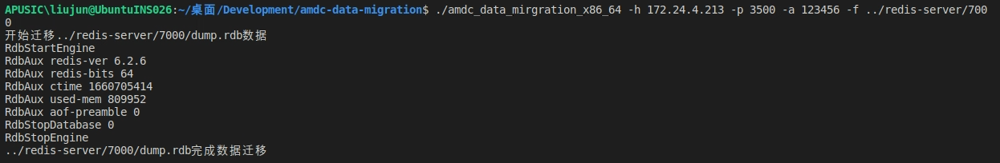 APUSIC\liujun@UbuntuINS026:~/桌面/Development/amdc-data-migration$ ./amdc_data_mirgration_x86_64 -h 172.24.4.213 -p 3500 -a 123456 -f ../redis-server/700
0
开始迁移../redis-server/7000/dump.rdb数据
RdbStartEngine
RdbAux redis-ver 6.2.6
RdbAux redis-bits 64
RdbAux ctime 1660705414
RdbAux used-mem 809952
RdbAux aof-preamble 0
RdbStopDatabase 0
RdbStopEngine
../redis-server/7000/dump.rdb完成数据迁移